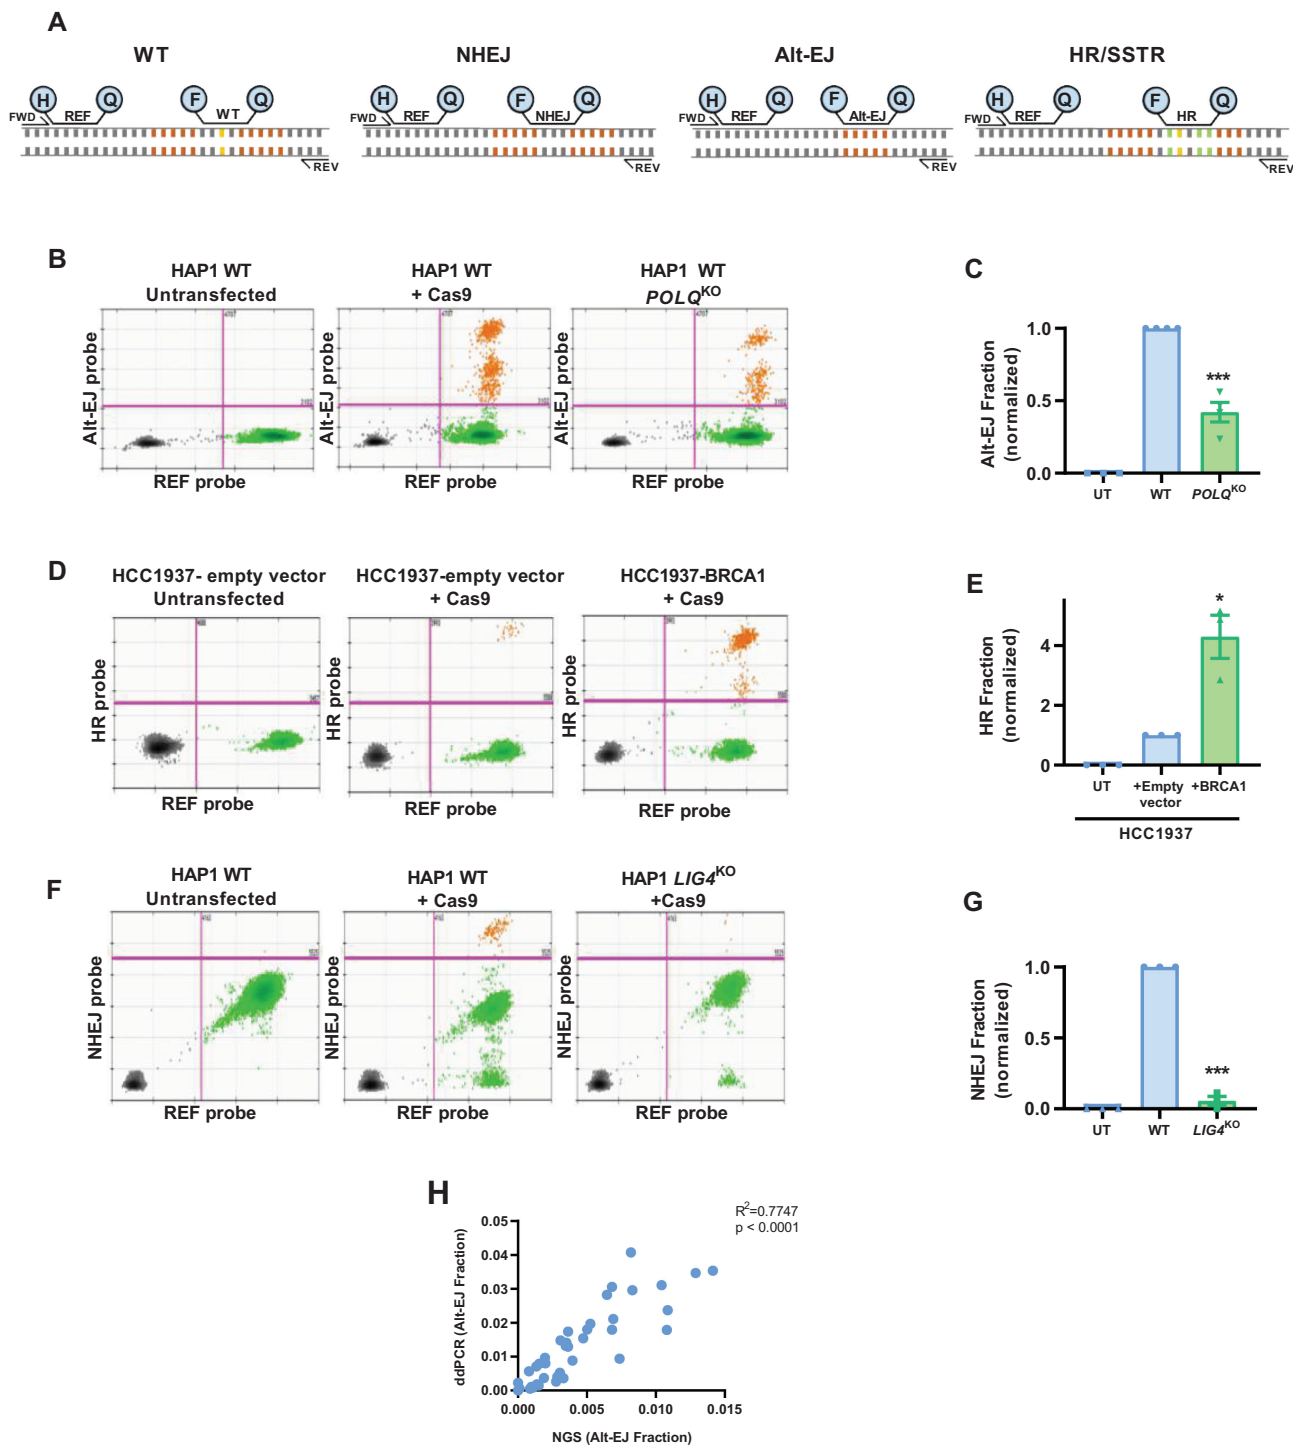 A
WT
NHEJ
Alt-EJ
HR/SSTR
H Q F Q
FWD REF WT
REV
H Q F Q
FWD REF NHEJ
REV
H Q F Q
FWD REF Alt-EJ
REV
H Q F Q
FWD REF HR
REV
B
HAP1 WT
Untransfected
Alt-EJ probe
REF probe
HAP1 WT
+ Cas9
Alt-EJ probe
REF probe
HAP1 WT
POLQKO
Alt-EJ probe
REF probe
C
Alt-EJ Fraction
(normalized)
1.0
0.5
0.0
***
UT WT POLQKO
D
HCC1937- empty vector
Untransfected
HR probe
REF probe
HCC1937-empty vector
+ Cas9
HR probe
REF probe
HCC1937-BRCA1
+ Cas9
HR probe
REF probe
E
HR Fraction
(normalized)
4
2
0
*
UT +Empty +BRCA1
vector
HCC1937
F
HAP1 WT
Untransfected
NHEJ probe
REF probe
HAP1 WT
+ Cas9
NHEJ probe
REF probe
HAP1 LIG4KO
+Cas9
NHEJ probe
REF probe
G
NHEJ Fraction
(normalized)
1.0
0.5
0.0
***
UT WT LIG4KO
H
R2=0.7747
p < 0.0001
ddPCR (Alt-EJ Fraction)
0.05
0.04
0.03
0.02
0.01
0.00
0.000 0.005 0.010 0.015
NGS (Alt-EJ Fraction)